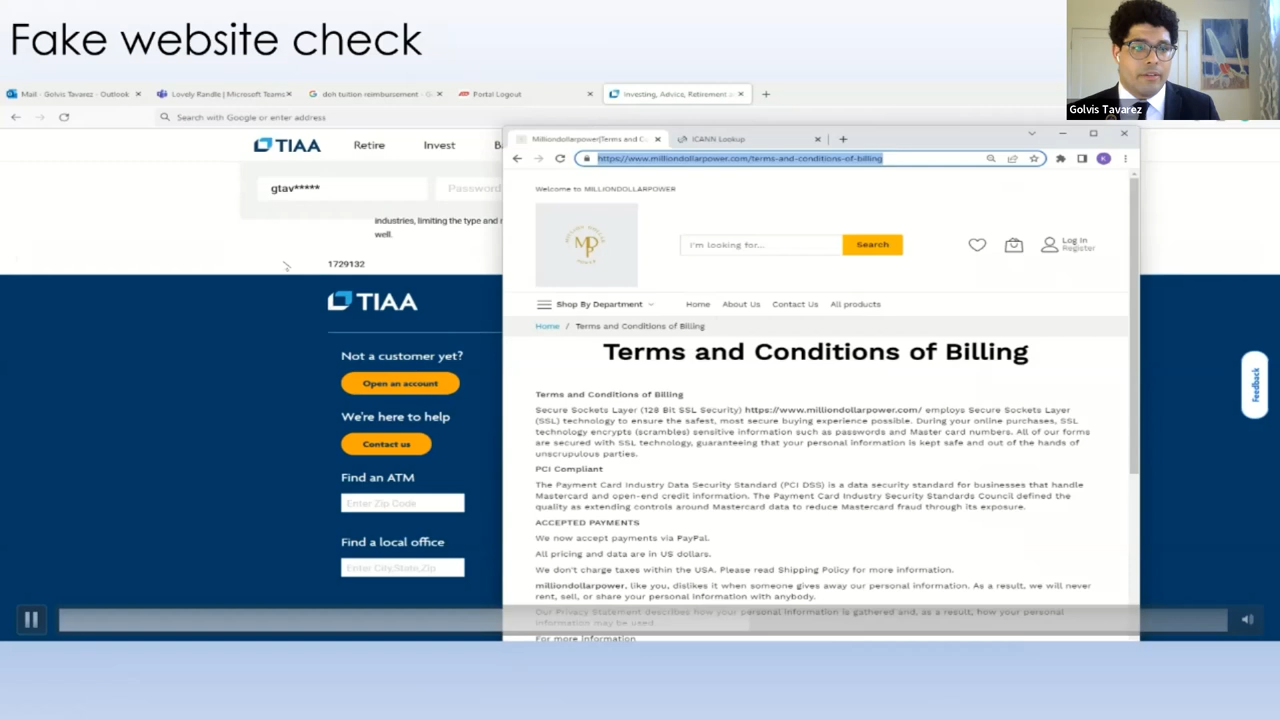 Fake website check
Golvis Tavarez
Mail - Golvis Tavarez - Outlook
Lovely Randle | Microsoft Teams
doh tuition reimbursement - G
Portal Logout
Investing, Advice, Retirement
Search with Google or enter address
TIAA
Retire
Invest
gtav*****
Password
industries, limiting the type and
well.
1729132
TIAA
Not a customer yet?
Open an account
We're here to help
Contact us
Find an ATM
Enter Zip Code
Find a local office
Enter City,State,Zip
Feedback
Milliondollarpower|Terms and C
ICANN Lookup
https://www.milliondollarpower.com/terms-and-conditions-of-billing
K
Welcome to MILLIONDOLLARPOWER
MP
I'm looking for...
Search
Log in
Register
Shop By Department
Home
About Us
Contact Us
All products
Home / Terms and Conditions of Billing
Terms and Conditions of Billing
Terms and Conditions of Billing
Secure Sockets Layer (128 Bit SSL Security) https://www.milliondollarpower.com/ employs Secure Sockets Layer
(SSL) technology to ensure the safest, most secure buying experience possible. During your online purchases, SSL
technology encrypts (scrambles) sensitive information such as passwords and Master card numbers. All of our forms
are secured with SSL technology, guaranteeing that your personal information is kept safe and out of the hands of
unscrupulous parties.
PCI Compliant
The Payment Card Industry Data Security Standard (PCI DSS) is a data security standard for businesses that handle
Mastercard and open-end credit information. The Payment Card Industry Security Standards Council defined the
quality as extending controls around Mastercard data to reduce Mastercard fraud through its exposure.
ACCEPTED PAYMENTS
We now accept payments via PayPal.
All pricing and data are in US dollars.
We don't charge taxes within the USA. Please read Shipping Policy for more information.
milliondollarpower, like you, dislikes it when someone gives away our personal information. As a result, we will never
rent, sell, or share your personal information with anybody.
Our Privacy Statement describes how your personal information is gathered and, as a result, how your personal
information may be used.
For more information